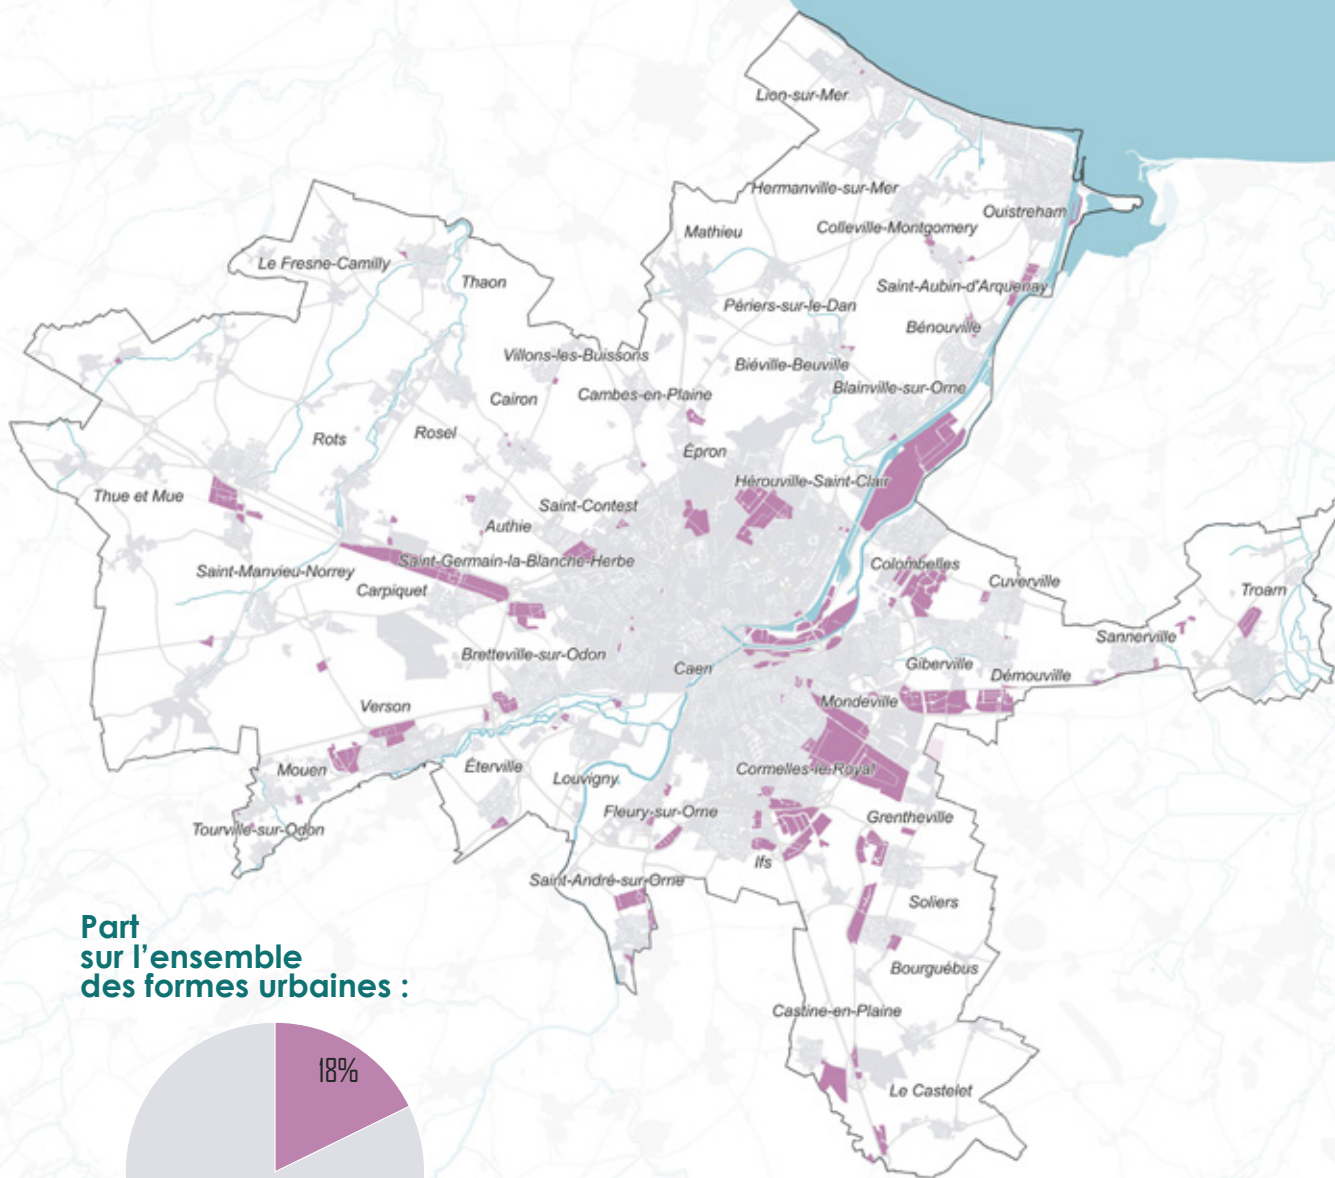 Lion-sur-Mer
Hermanville-sur-Mer
Ouistreham
Colleville-Montgomery
Mathieu
Le Fresne-Camilly
Thaon
Saint-Aubin-d'Arquenay
Périers-sur-le-Dan
Bénouville
Villons-les-Buissons
Biéville-Beuville
Blainville-sur-Orne
Cairon
Cambes-en-Plaine
Rots
Rosel
Épron
Hérouville-Saint-Clair
Thue et Mue
Saint-Contest
Authie
Saint-Germain-la-Blanche-Herbe
Colombelles
Saint-Manvieu-Norrey
Cuverville
Carpiquet
Troarn
Sannerville
Bretteville-sur-Odon
Caen
Giberville
Démouville
Mondeville
Verson
Mouen
Éterville
Louvigny
Cormelles-le-Royal
Fleury-sur-Orne
Grentheville
Tourville-sur-Odon
Ifs
Saint-André-sur-Orne
Soliers
Bourguébus
Castine-en-Plaine
Le Castelet
Part
sur l'ensemble
des formes urbaines :
18%